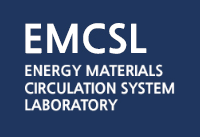 EMCSL
ENERGY MATERIALS
CIRCULATION SYSTEM
LABORATORY